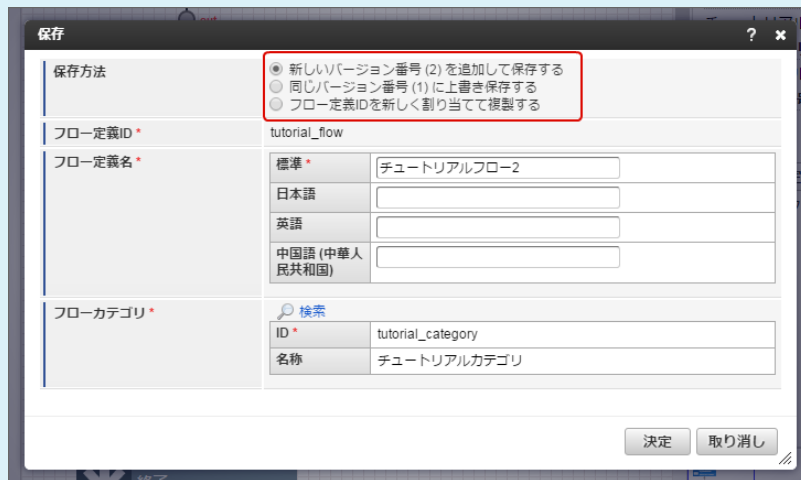 out
保存
? ×
保存方法
新しいバージョン番号 (2) を追加して保存する
同じバージョン番号 (1) に上書き保存する
フロー定義IDを新しく割り当てて複製する
フロー定義ID *
tutorial_flow
フロー定義名 *
標準 *
チュートリアルフロー2
日本語
英語
中国語 (中華人
民共和国)
フローカテゴリ *
検索
ID *
tutorial_category
名称
チュートリアルカテゴリ
決定
取り消し
終了